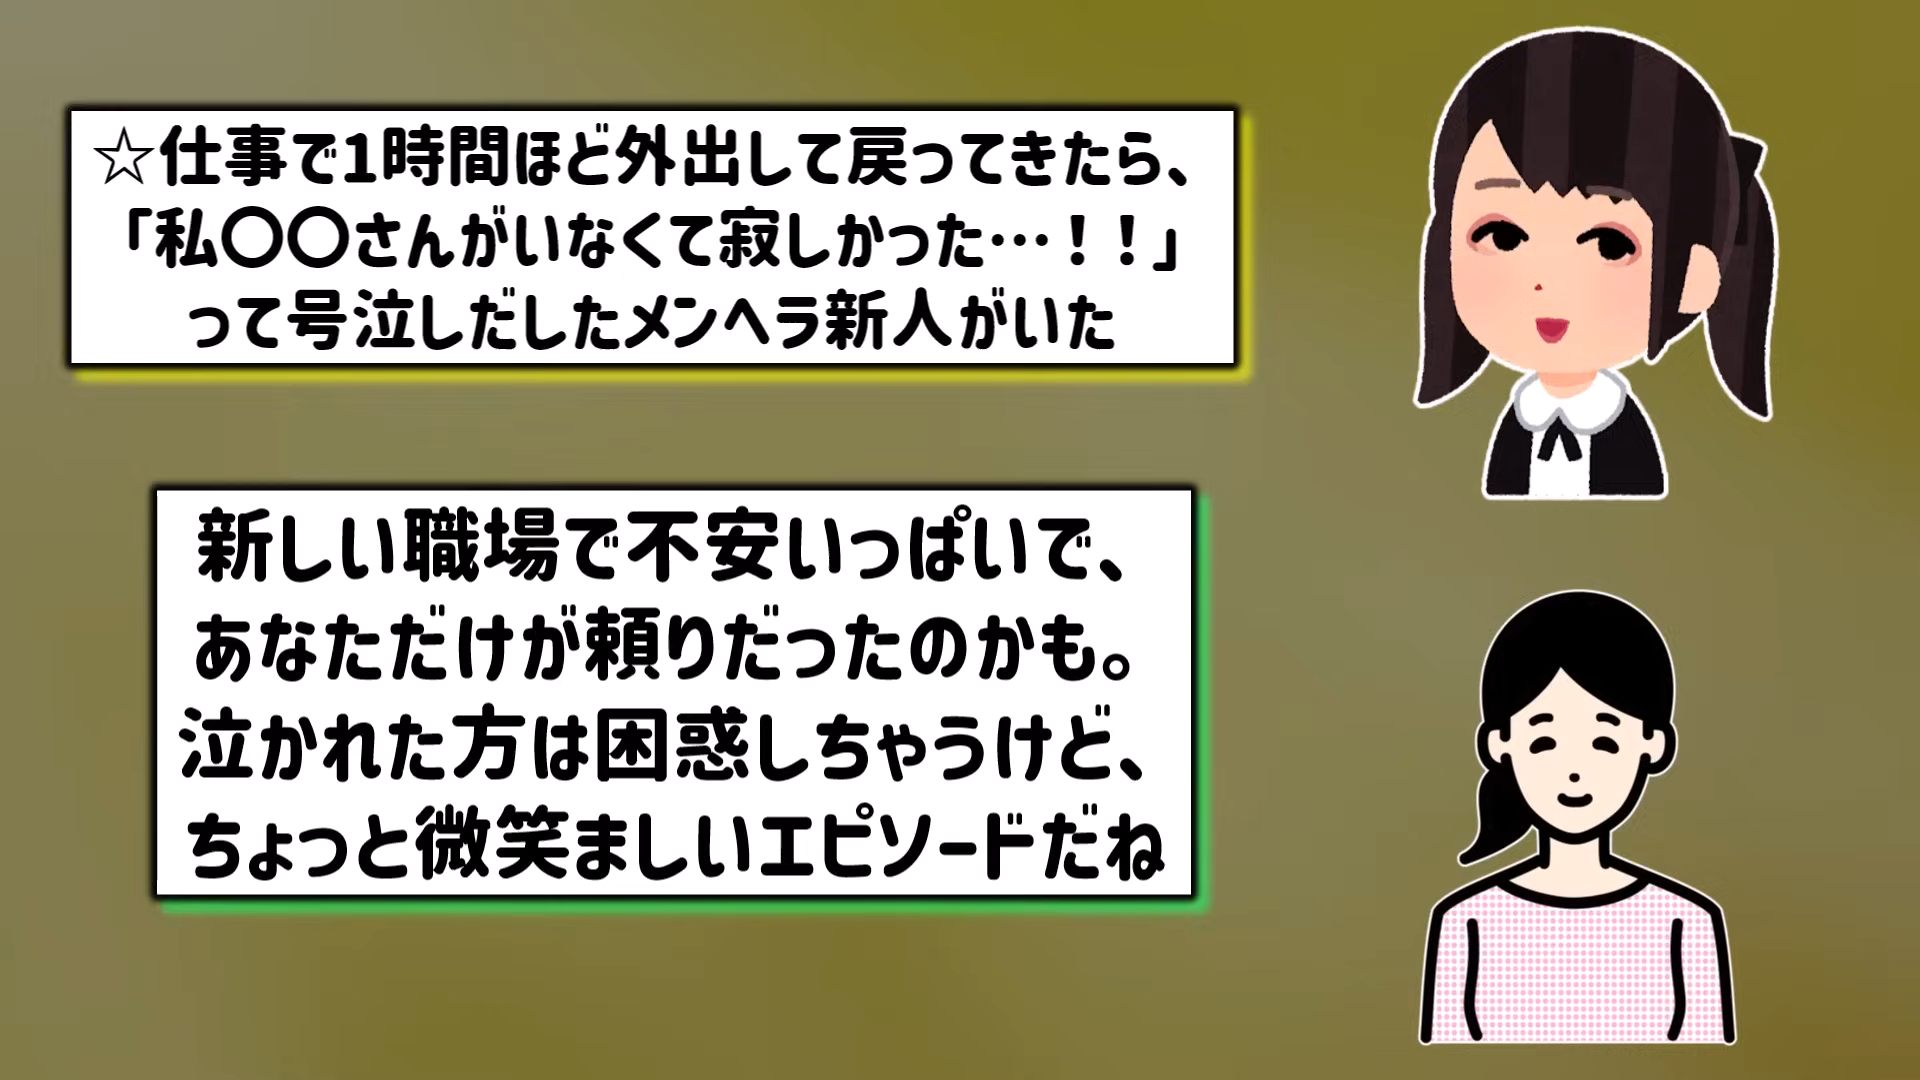 ☆仕事で1時間ほど外出して戻ってきたら、
「私〇〇さんがいなくて寂しかった…！！」
って号泣しだしたメンヘラ新人がいた
新しい職場で不安いっぱいで、
あなただけが頼りだったのかも。
泣かれた方は困惑しちゃうけど、
ちょっと微笑ましいエピソードだね